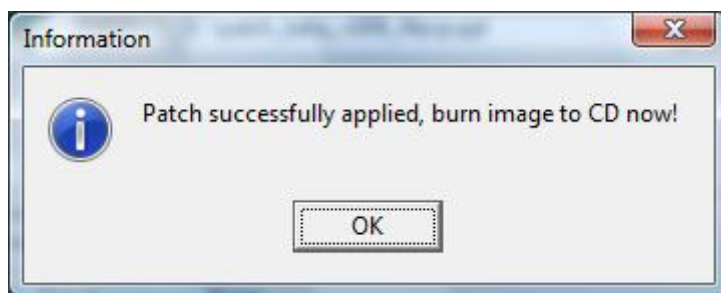 Information
Patch successfully applied, burn image to CD now!
OK